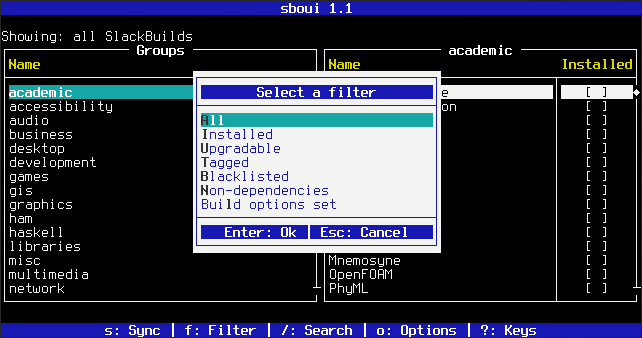 sboui 1.1
Showing: all SlackBuilds
Groups
Name
academic
accessibility
audio
business
desktop
development
games
gis
graphics
ham
haskell
libraries
misc
multimedia
network
academic
Name Installed
e [ ]
on [ ]
[ ]
[ ]
[ ]
[ ]
[ ]
[ ]
[ ]
[ ]
[ ]
[ ]
Mnemosyne [ ]
OpenFOAM [ ]
PhyML [ ]
Select a filter
All
Installed
Upgradable
Tagged
Blacklisted
Non-dependencies
Build options set
Enter: Ok | Esc: Cancel
s: Sync | f: Filter | /: Search | o: Options | ?: Keys